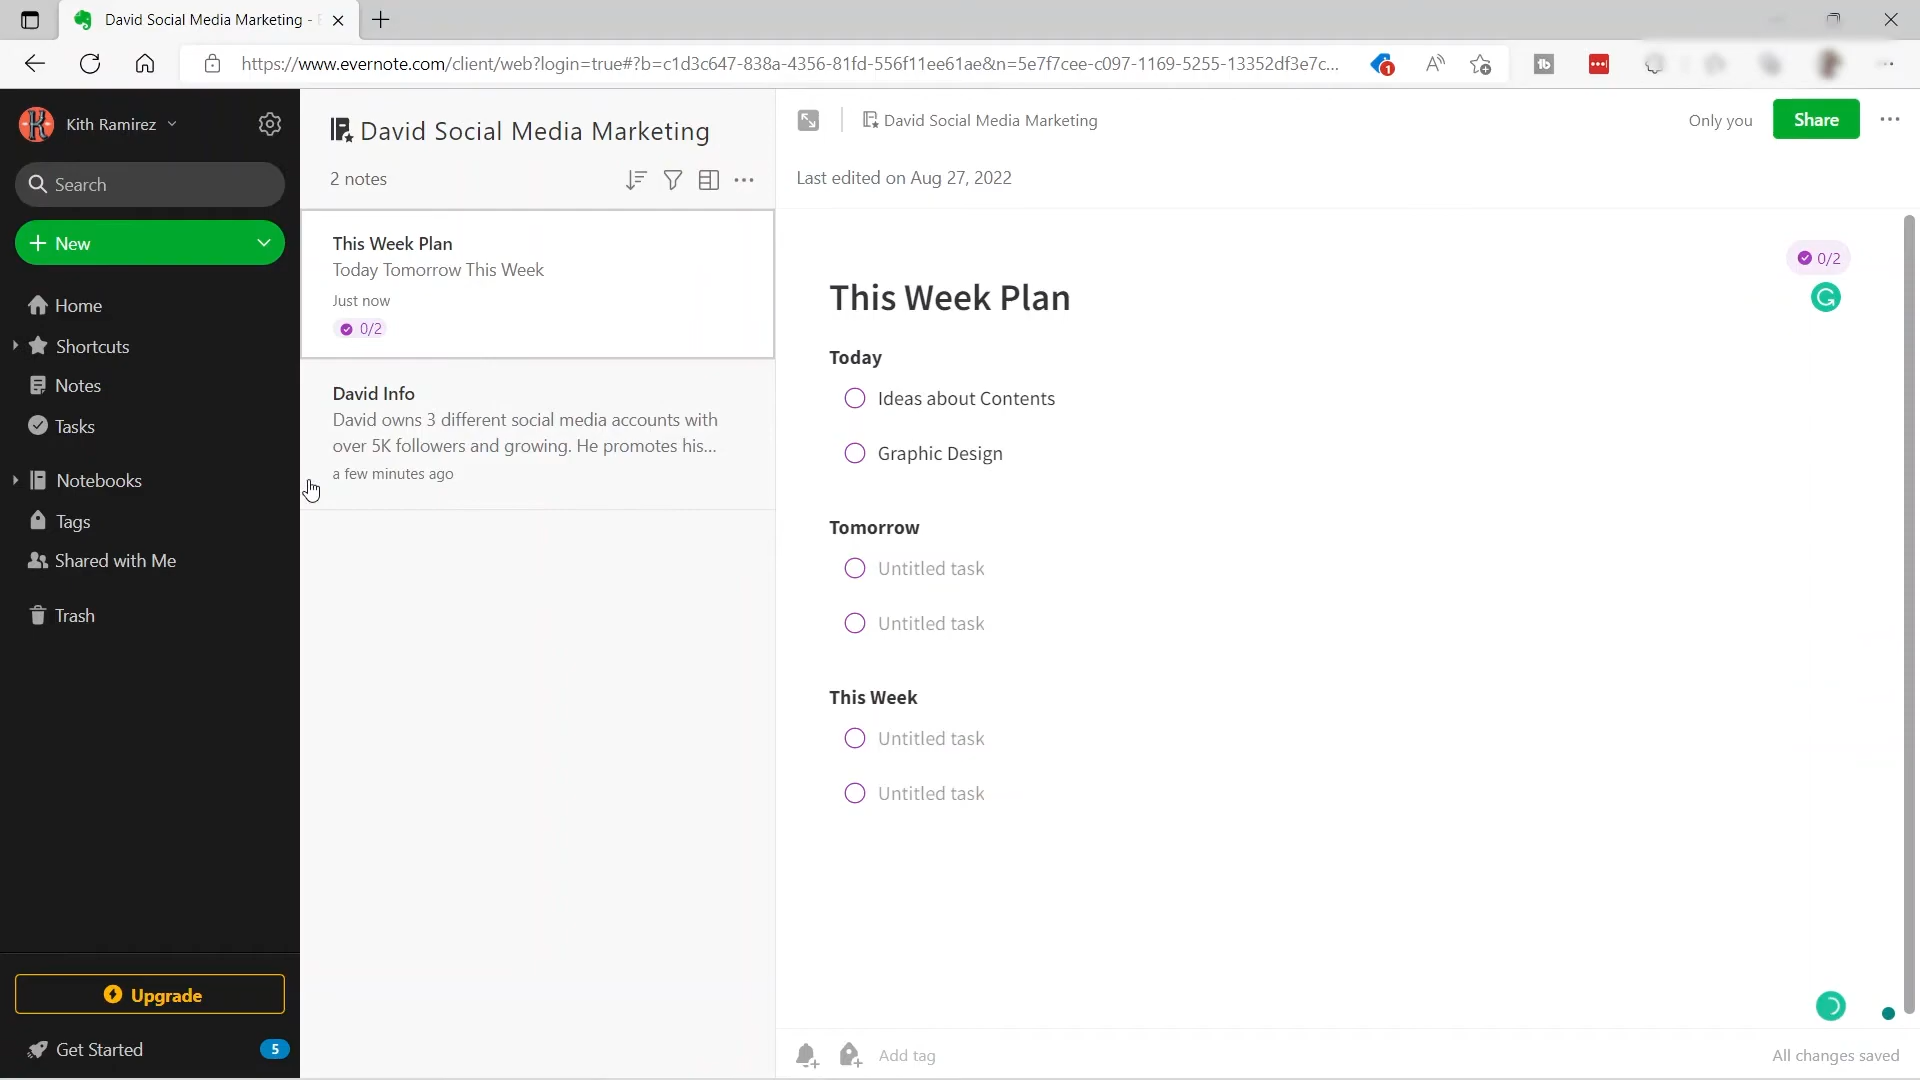 David Social Media Marketing - E
https://www.evernote.com/client/web?login=true#?b=c1d3c647-838a-4356-81fd-556f11ee61ae&n=5e7f7cee-c097-1169-5255-13352df3e7c...
1
tb
Kith Ramirez
Search
New
Home
Shortcuts
Notes
Tasks
Notebooks
Tags
Shared with Me
Trash
Upgrade
Get Started
5
David Social Media Marketing
2 notes
This Week Plan
Today Tomorrow This Week
Just now
0/2
David Info
David owns 3 different social media accounts with
over 5K followers and growing. He promotes his...
a few minutes ago
David Social Media Marketing
Only you
Share
Last edited on Aug 27, 2022
0/2
This Week Plan
Today
Ideas about Contents
Graphic Design
Tomorrow
Untitled task
Untitled task
This Week
Untitled task
Untitled task
Add tag
All changes saved